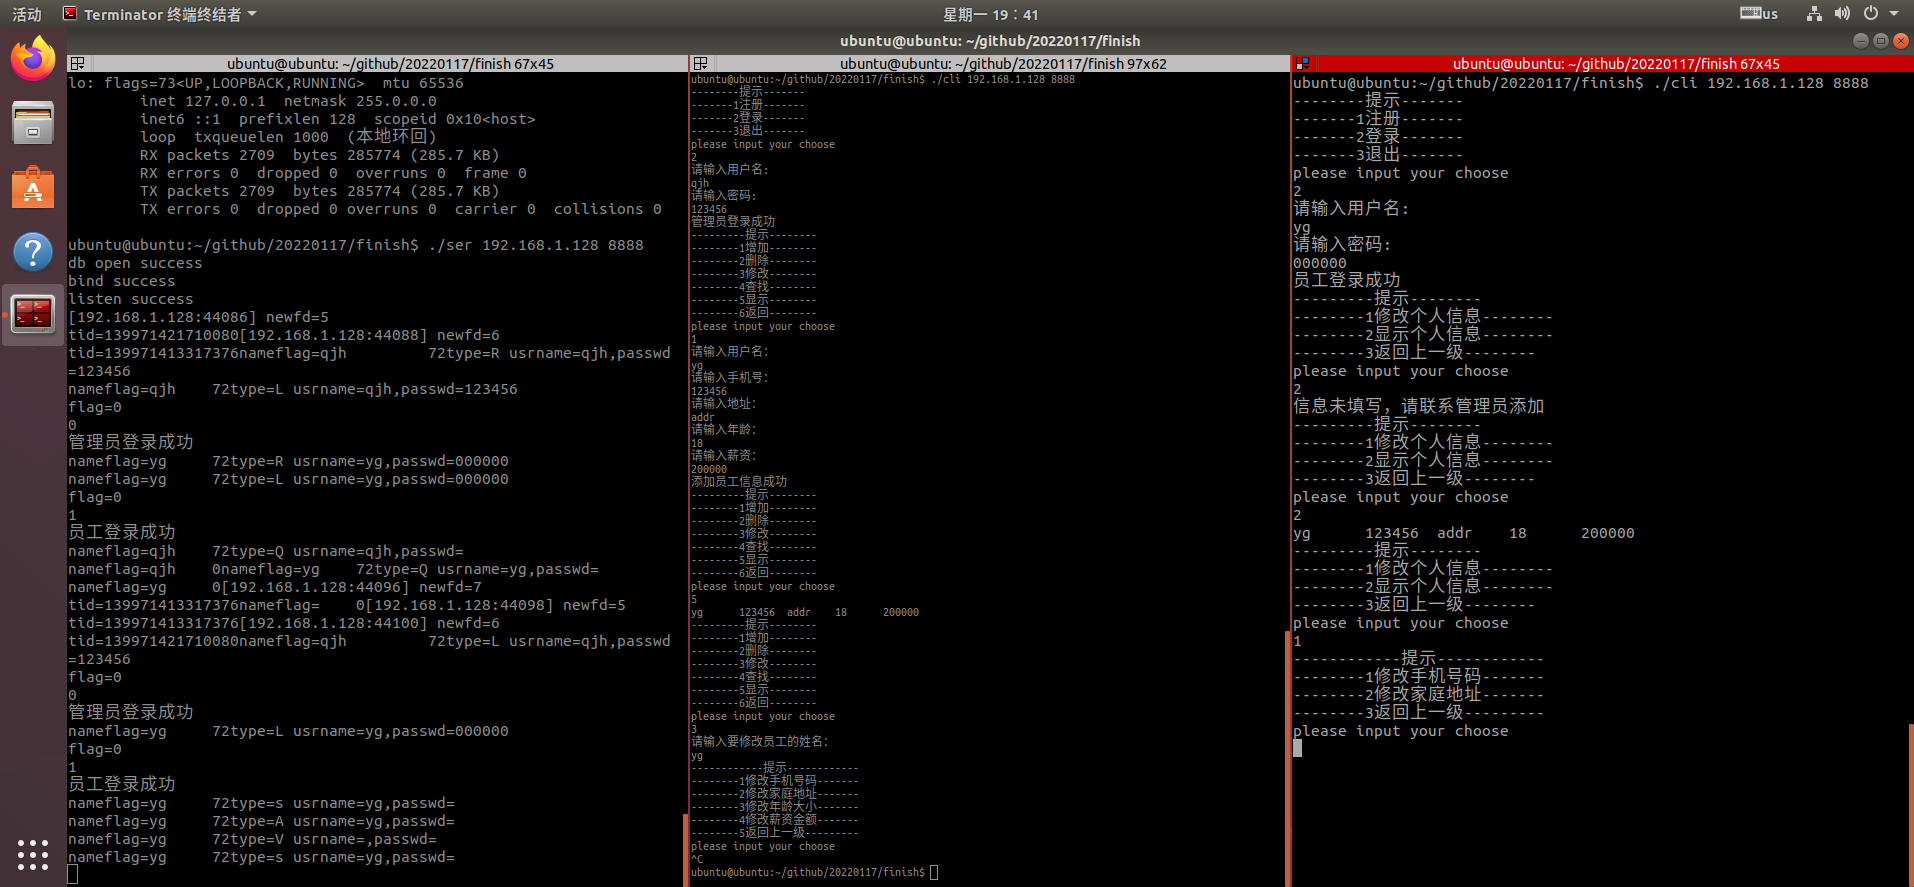 活动
Terminator 终端终结者
星期一 19：41
us
ubuntu@ubuntu: ~/github/20220117/finish
ubuntu@ubuntu: ~/github/20220117/finish 67x45
lo: flags=73<UP,LOOPBACK,RUNNING>  mtu 65536
inet 127.0.0.1  netmask 255.0.0.0
inet6 ::1  prefixlen 128  scopeid 0x10<host>
loop  txqueuelen 1000  (本地环回)
RX packets 2709  bytes 285774 (285.7 KB)
RX errors 0  dropped 0  overruns 0  frame 0
TX packets 2709  bytes 285774 (285.7 KB)
TX errors 0  dropped 0 overruns 0  carrier 0  collisions 0
ubuntu@ubuntu:~/github/20220117/finish$ ./ser 192.168.1.128 8888
db open success
bind success
listen success
[192.168.1.128:44086] newfd=5
tid=139971421710080[192.168.1.128:44088] newfd=6
tid=139971413317376nameflag=qjh         72type=R usrname=qjh,passwd
=123456
nameflag=qjh    72type=L usrname=qjh,passwd=123456
flag=0
0
管理员登录成功
nameflag=yg     72type=R usrname=yg,passwd=000000
nameflag=yg     72type=L usrname=yg,passwd=000000
flag=0
1
员工登录成功
nameflag=qjh    72type=Q usrname=qjh,passwd=
nameflag=qjh    0nameflag=yg    72type=Q usrname=yg,passwd=
nameflag=yg     0[192.168.1.128:44096] newfd=7
tid=139971413317376nameflag=    0[192.168.1.128:44098] newfd=5
tid=139971413317376[192.168.1.128:44100] newfd=6
tid=139971421710080nameflag=qjh         72type=L usrname=qjh,passwd
=123456
flag=0
0
管理员登录成功
nameflag=yg     72type=L usrname=yg,passwd=000000
flag=0
1
员工登录成功
nameflag=yg     72type=s usrname=yg,passwd=
nameflag=yg     72type=A usrname=yg,passwd=
nameflag=yg     72type=V usrname=,passwd=
nameflag=yg     72type=s usrname=yg,passwd=
ubuntu@ubuntu: ~/github/20220117/finish 97x62
ubuntu@ubuntu:~/github/20220117/finish$ ./cli 192.168.1.128 8888
--------提示-------
-------1注册-------
-------2登录-------
-------3退出-------
please input your choose
2
请输入用户名:
qjh
请输入密码:
123456
管理员登录成功
---------提示--------
--------1增加--------
--------2删除--------
--------3修改--------
--------4查找--------
--------5显示--------
--------6返回--------
please input your choose
1
请输入用户名:
yg
请输入手机号:
123456
请输入地址:
addr
请输入年龄:
18
请输入薪资:
200000
添加员工信息成功
---------提示--------
--------1增加--------
--------2删除--------
--------3修改--------
--------4查找--------
--------5显示--------
--------6返回--------
please input your choose
5
yg      123456  addr    18      200000
---------提示--------
--------1增加--------
--------2删除--------
--------3修改--------
--------4查找--------
--------5显示--------
--------6返回--------
please input your choose
3
请输入要修改员工的姓名:
yg
------------提示------------
--------1修改手机号码-------
--------2修改家庭地址-------
--------3修改年龄大小-------
--------4修改薪资金额-------
--------5返回上一级---------
please input your choose
^C
ubuntu@ubuntu:~/github/20220117/finish$
ubuntu@ubuntu: ~/github/20220117/finish 67x45
ubuntu@ubuntu:~/github/20220117/finish$ ./cli 192.168.1.128 8888
--------提示-------
-------1注册-------
-------2登录-------
-------3退出-------
please input your choose
2
请输入用户名:
yg
请输入密码:
000000
员工登录成功
---------提示--------
--------1修改个人信息--------
--------2显示个人信息--------
--------3返回上一级--------
please input your choose
2
信息未填写，请联系管理员添加
---------提示--------
--------1修改个人信息--------
--------2显示个人信息--------
--------3返回上一级--------
please input your choose
2
yg      123456  addr    18      200000
---------提示--------
--------1修改个人信息--------
--------2显示个人信息--------
--------3返回上一级--------
please input your choose
1
------------提示------------
--------1修改手机号码-------
--------2修改家庭地址-------
--------3返回上一级---------
please input your choose